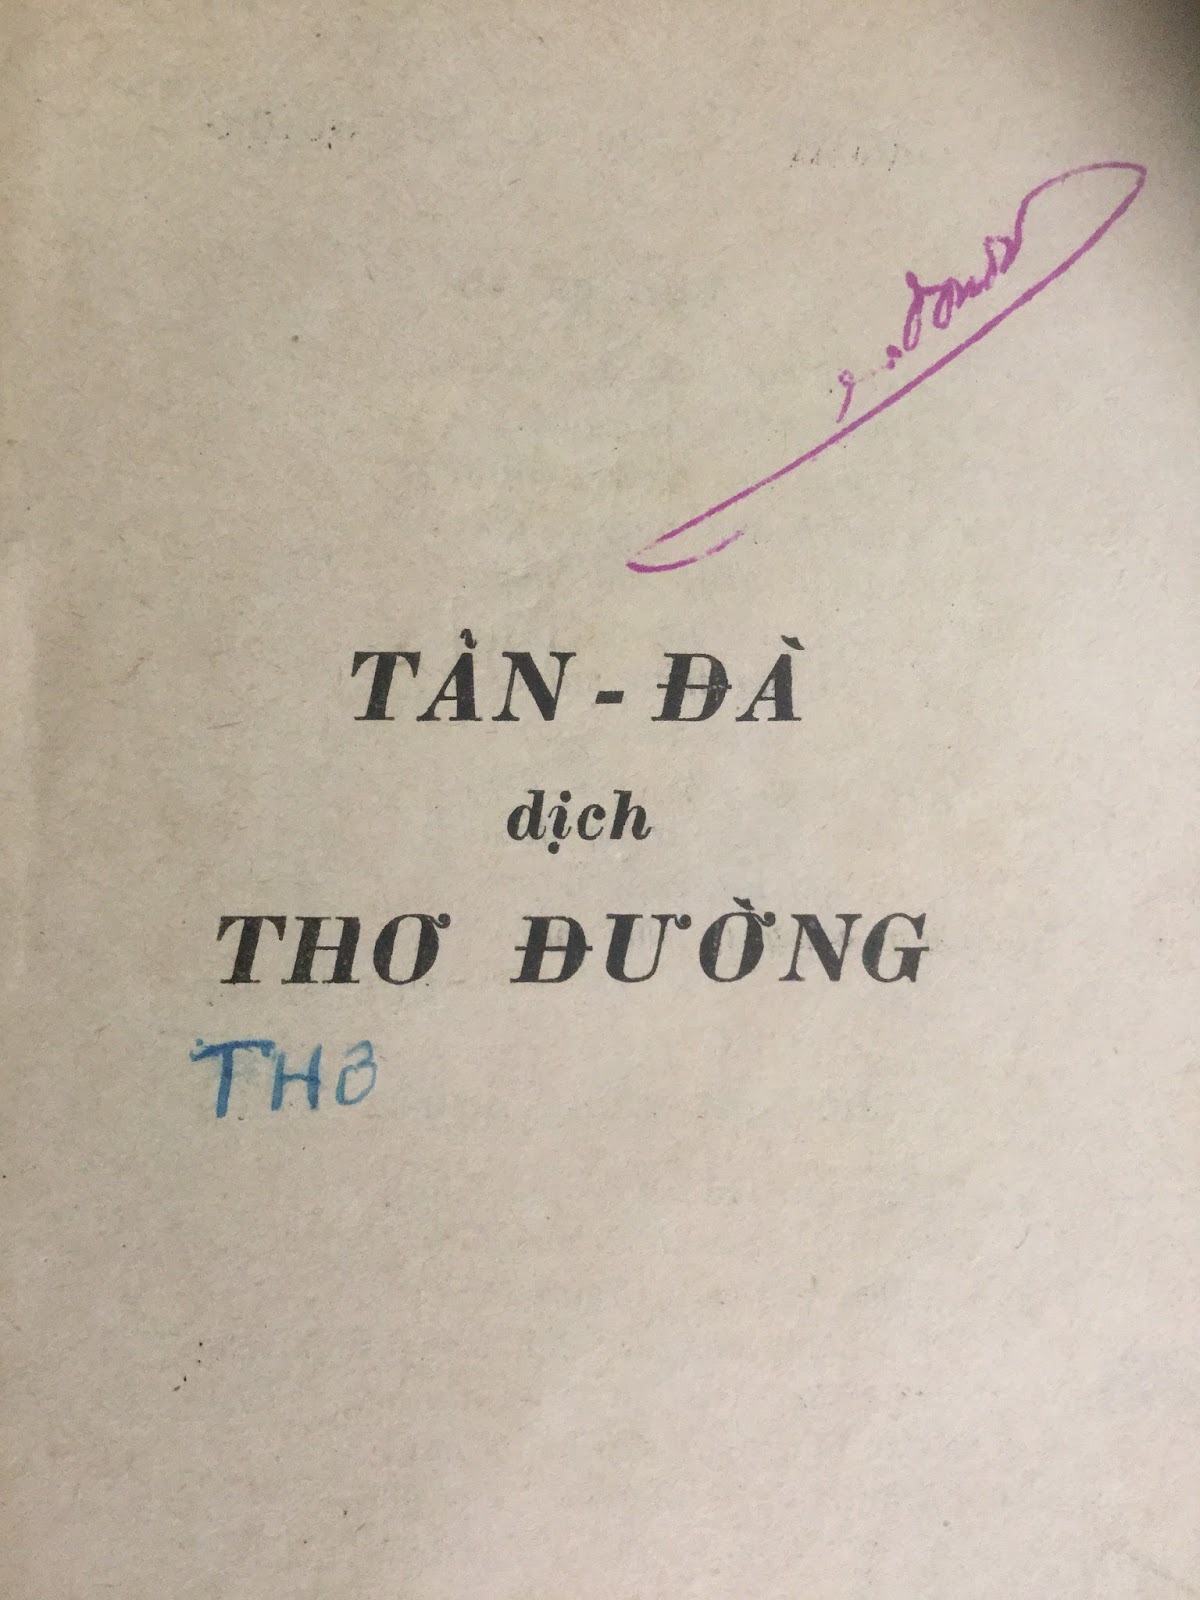 TẢN - ĐÀ
dịch
THƠ ĐƯỜNG
THƠ